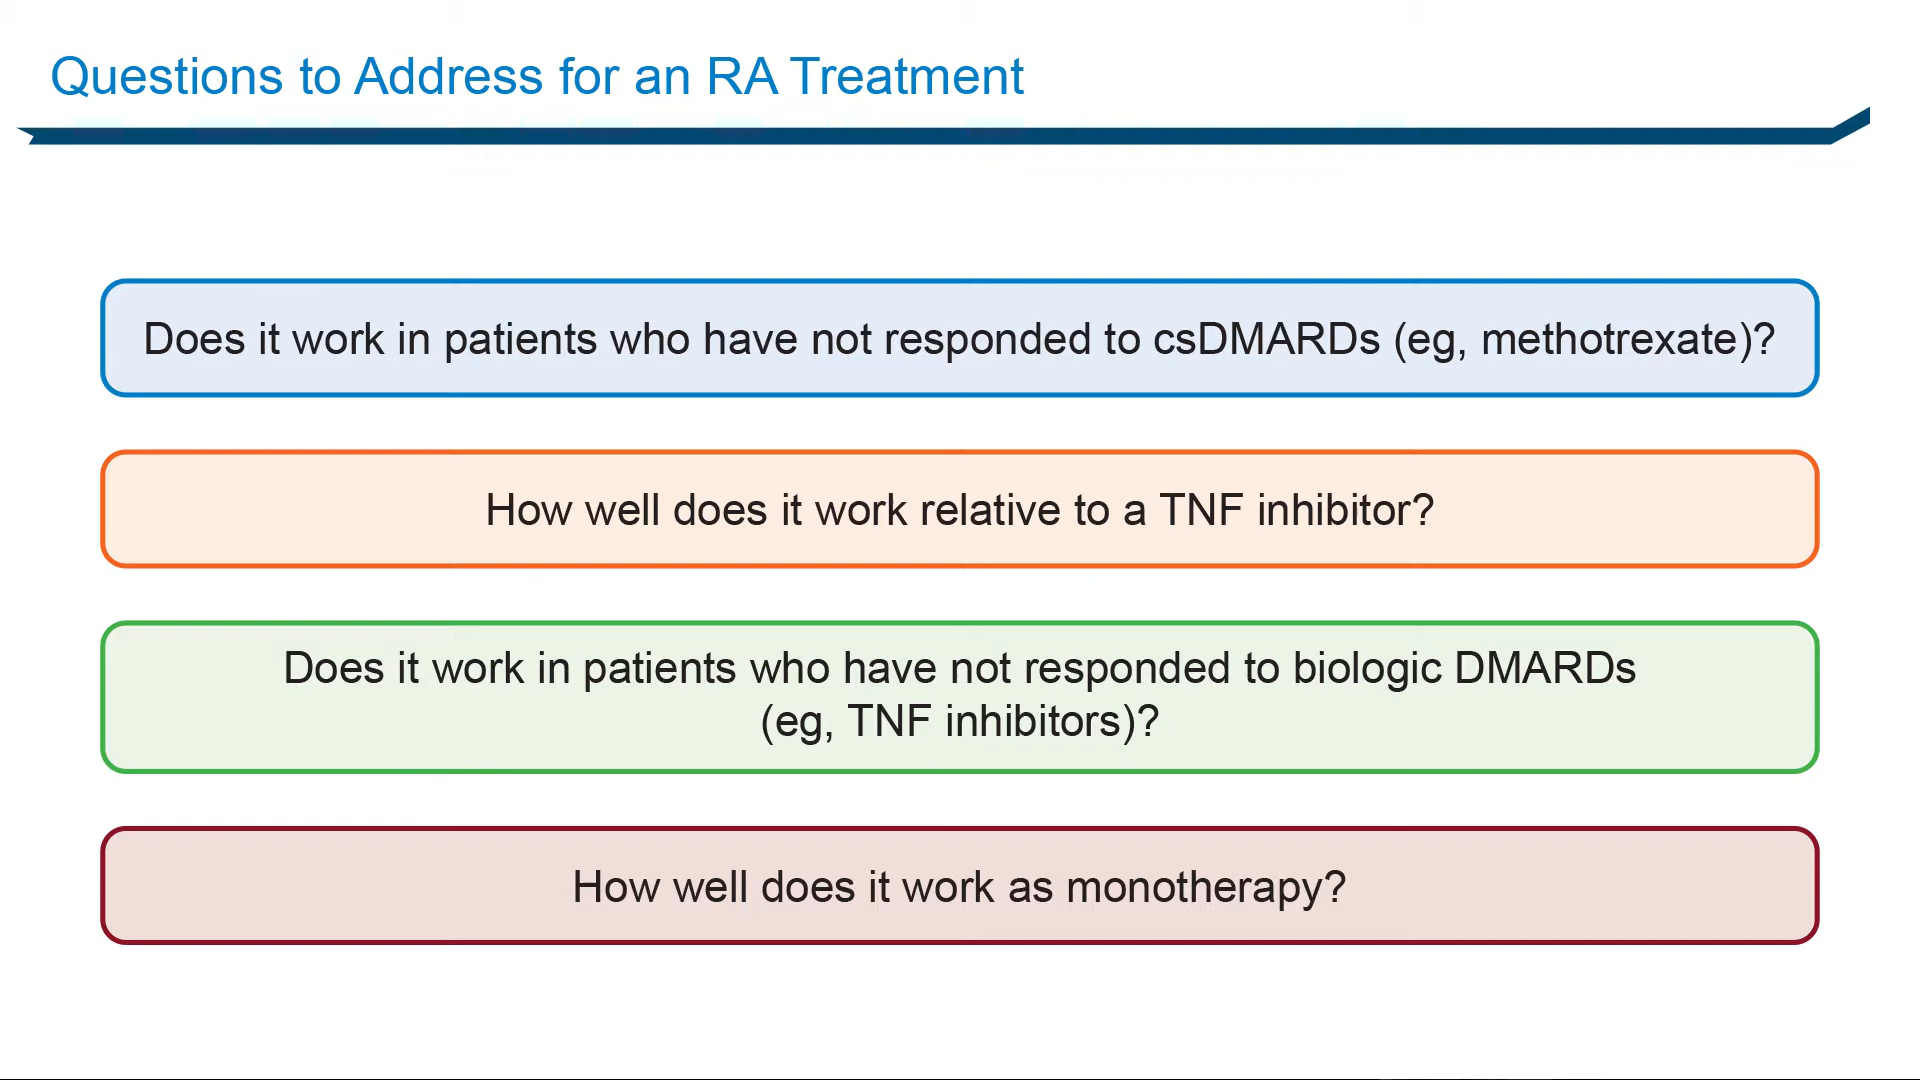 Questions to Address for an RA Treatment
Does it work in patients who have not responded to csDMARDs (eg, methotrexate)?
How well does it work relative to a TNF inhibitor?
Does it work in patients who have not responded to biologic DMARDs
(eg, TNF inhibitors)?
How well does it work as monotherapy?